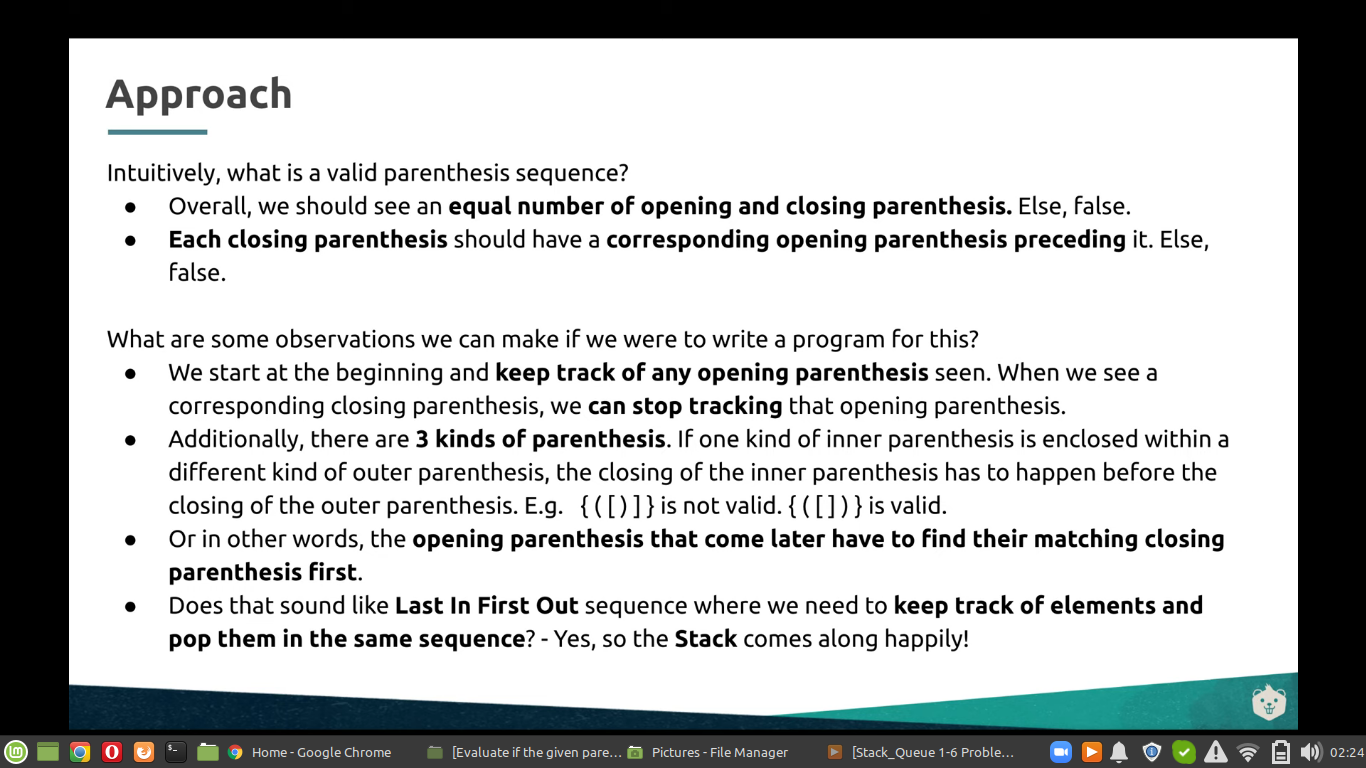 Approach
Intuitively, what is a valid parenthesis sequence?
● Overall, we should see an equal number of opening and closing parenthesis. Else, false.
● Each closing parenthesis should have a corresponding opening parenthesis preceding it. Else,
false.
What are some observations we can make if we were to write a program for this?
● We start at the beginning and keep track of any opening parenthesis seen. When we see a
corresponding closing parenthesis, we can stop tracking that opening parenthesis.
● Additionally, there are 3 kinds of parenthesis. If one kind of inner parenthesis is enclosed within a
different kind of outer parenthesis, the closing of the inner parenthesis has to happen before the
closing of the outer parenthesis. E.g. { ( [ ) ] } is not valid. { ( [ ] ) } is valid.
● Or in other words, the opening parenthesis that come later have to find their matching closing
parenthesis first.
● Does that sound like Last In First Out sequence where we need to keep track of elements and
pop them in the same sequence? - Yes, so the Stack comes along happily!
Home - Google Chrome [Evaluate if the given pare... Pictures - File Manager [Stack_Queue 1-6 Proble... 02:24